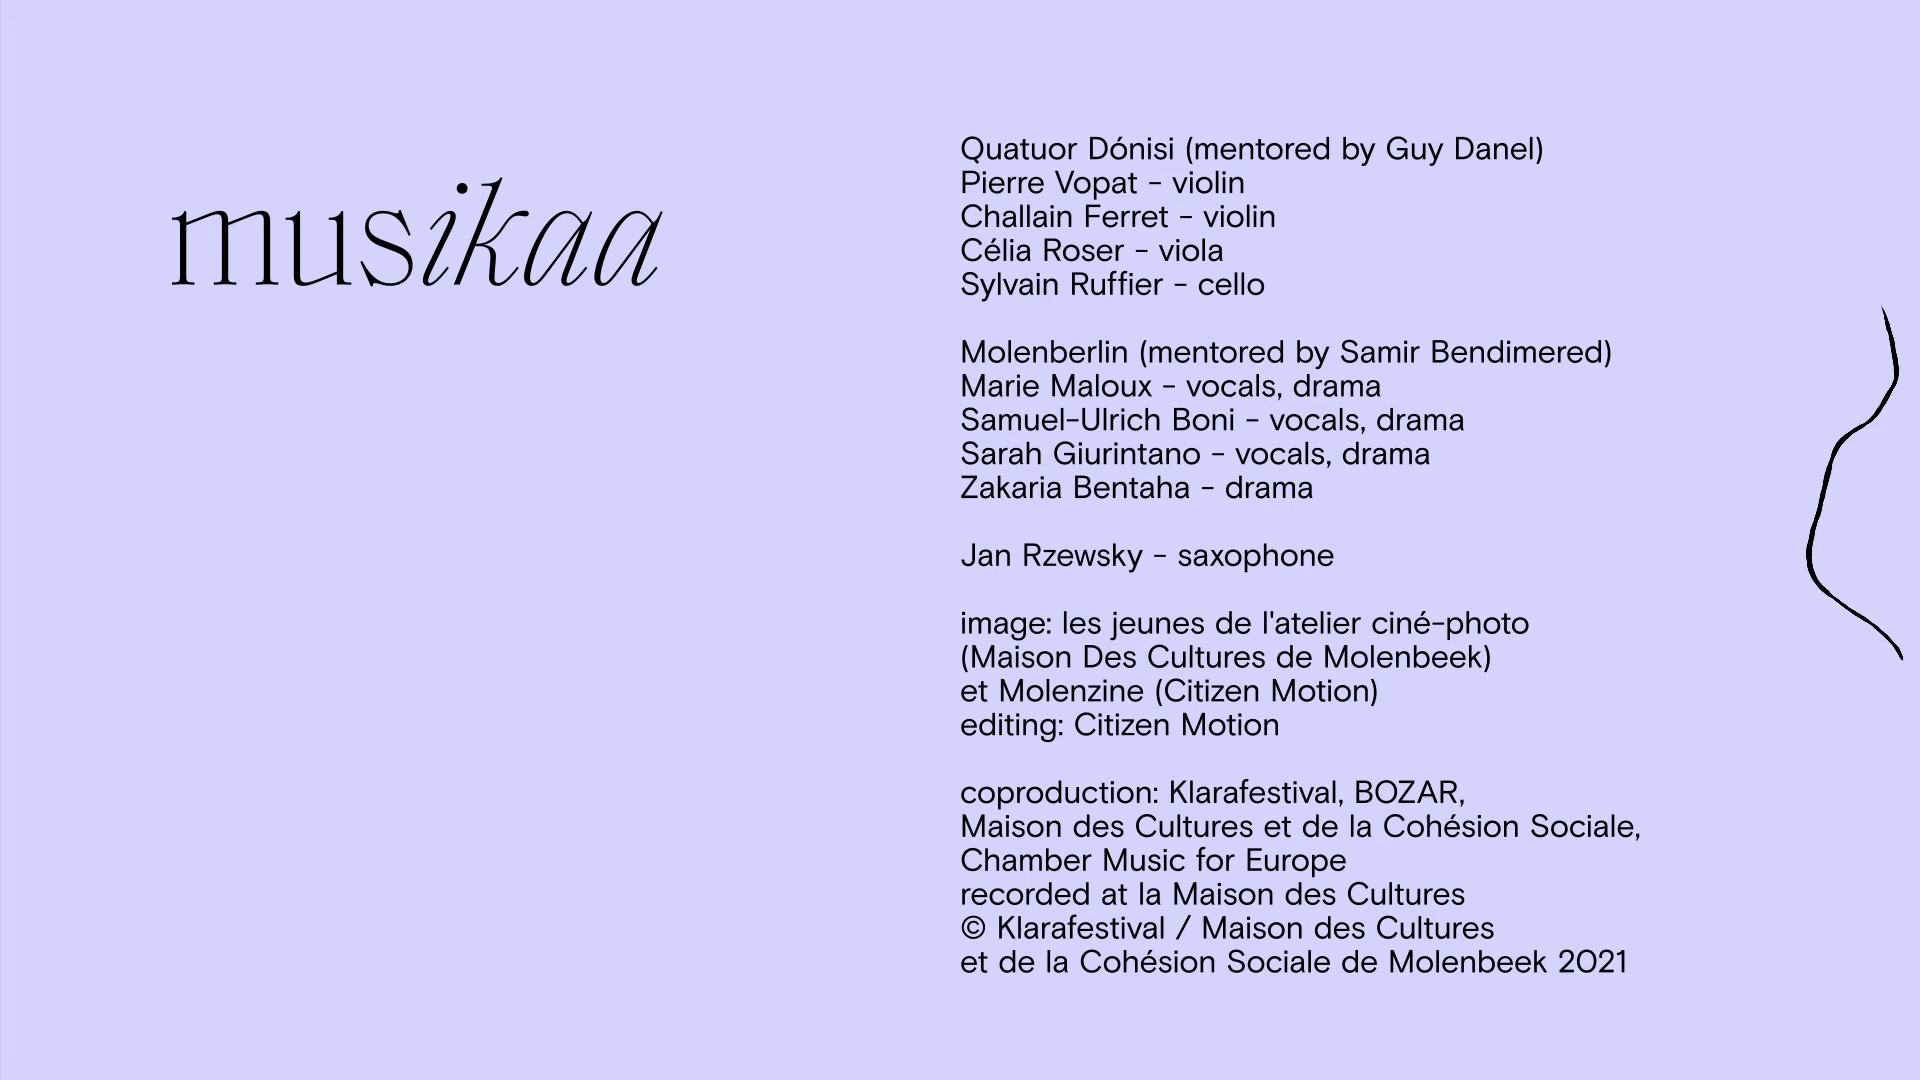 musikaa
Quatuor Dónisi (mentored by Guy Danel)
Pierre Vopat - violin
Challain Ferret - violin
Célia Roser - viola
Sylvain Ruffier - cello
Molenberlin (mentored by Samir Bendimered)
Marie Maloux - vocals, drama
Samuel-Ulrich Boni - vocals, drama
Sarah Giurintano - vocals, drama
Zakaria Bentaha - drama
Jan Rzewsky - saxophone
image: les jeunes de l'atelier ciné-photo
(Maison Des Cultures de Molenbeek)
et Molenzine (Citizen Motion)
editing: Citizen Motion
coproduction: Klarafestival, BOZAR,
Maison des Cultures et de la Cohésion Sociale,
Chamber Music for Europe
recorded at la Maison des Cultures
© Klarafestival / Maison des Cultures
et de la Cohésion Sociale de Molenbeek 2021